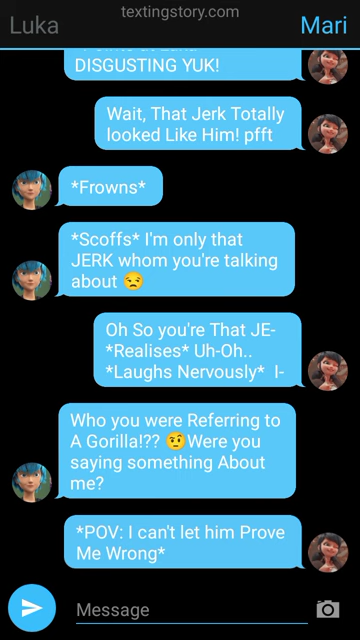 textingstory.com
Luka
Mari
DISGUSTING YUK!
Wait, That Jerk Totally
looked Like Him! pfft
*Frowns*
*Scoffs* I'm only that
JERK whom you're talking
about 😒
Oh So you're That JE-
*Realises* Uh-Oh..
*Laughs Nervously* I-
Who you were Referring to
A Gorilla!?? 🤨Were you
saying something About
me?
*POV: I can't let him Prove
Me Wrong*
Message